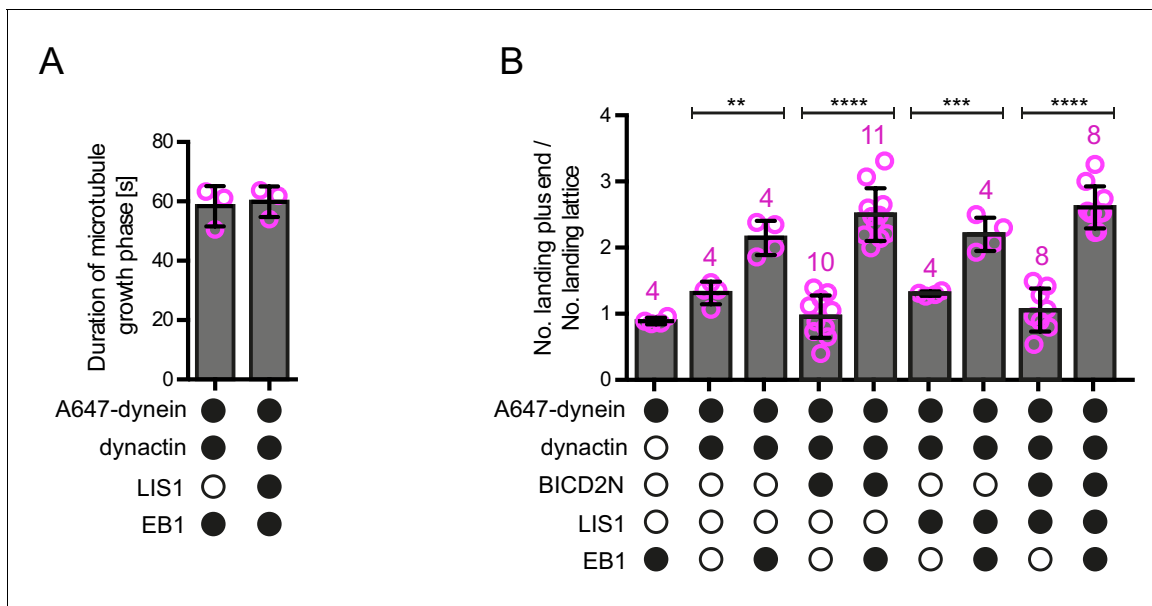 A
Duration of microtubule
growth phase [s]
80
60
40
20
0
A647-dynein
dynactin
LIS1
EB1
B
No. landing plus end /
No. landing lattice
4
3
2
1
0
** **** *** ****
4 4 4 10 11 4 4 8 8
A647-dynein
dynactin
BICD2N
LIS1
EB1